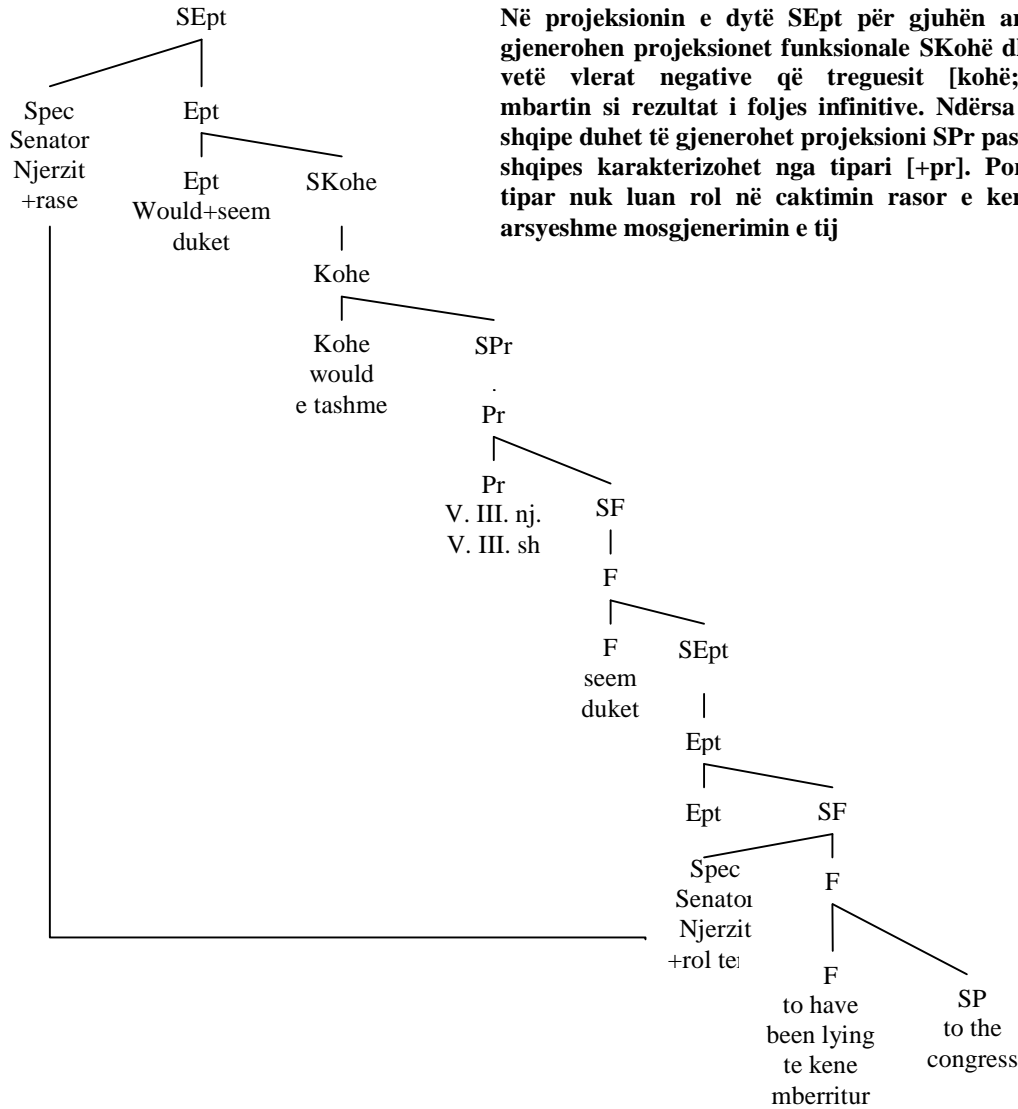 Në projeksionin e dytë SEpt për gjuhën an
gjenerohen projeksionet funksionale SKohë dh
vetë vlerat negative që treguesit [kohë;
mbartin si rezultat i foljes infinitive. Ndërsa
shqipe duhet të gjenerohet projeksioni SPr pas
shqipes karakterizohet nga tipari [+pr]. Por
tipar nuk luan rol në caktimin rasor e ken
arsyeshme mosgjenerimin e tij
SEpt
Spec
Senator
Njerzit
+rase
Ept
Ept
Would+seem
duket
SKohe
Kohe
Kohe
would
e tashme
SPr
Pr
Pr
V. III. nj.
V. III. sh
SF
F
F
seem
duket
SEpt
Ept
Ept
SF
Spec
Senator
Njerzit
+rol te
F
F
to have
been lying
te kene
mberritur
SP
to the
congress